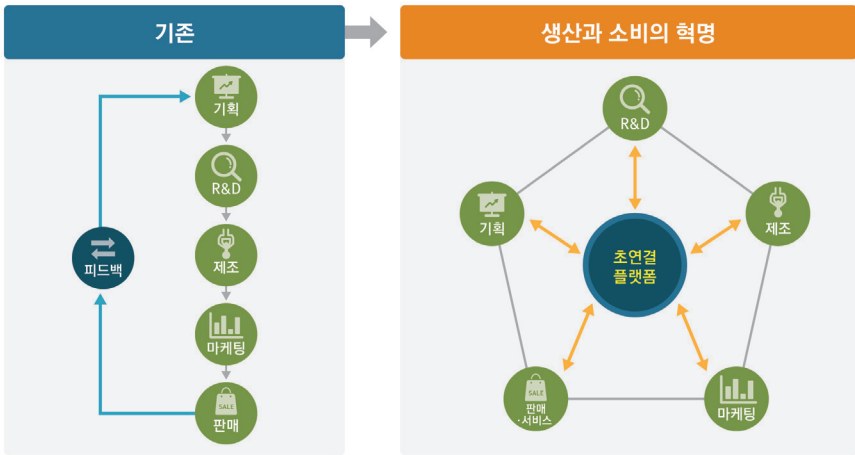 기존
생산과 소비의 혁명
기획
R&D
제조
마케팅
SALE
판매
피드백
R&D
기획
제조
초연결
플랫폼
SALE
판매
·서비스
마케팅